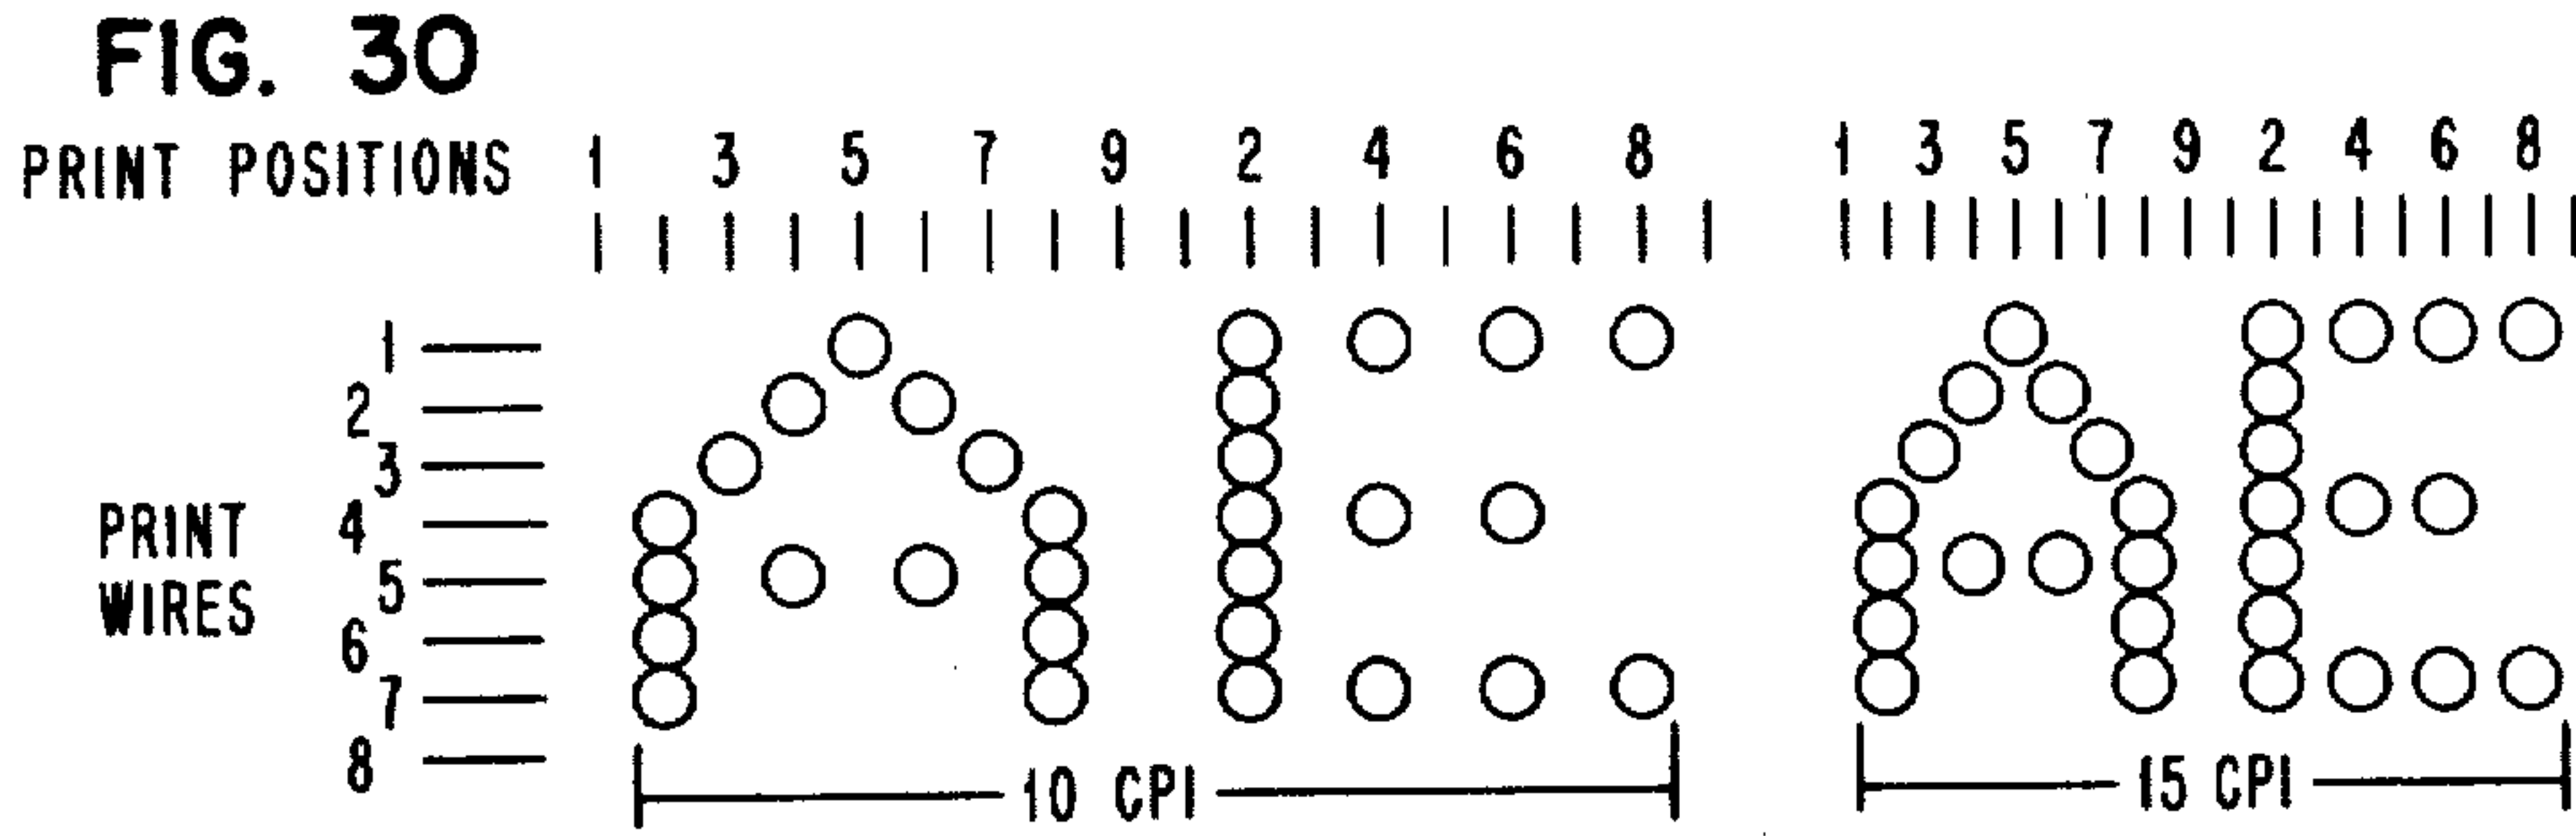 FIG. 30
PRINT POSITIONS 1 3 5 7 9 2 4 6 8 1 3 5 7 9 2 4 6 8
1
2
3
PRINT 4
WIRES 5
6
7
8
10 CPI 15 CPI